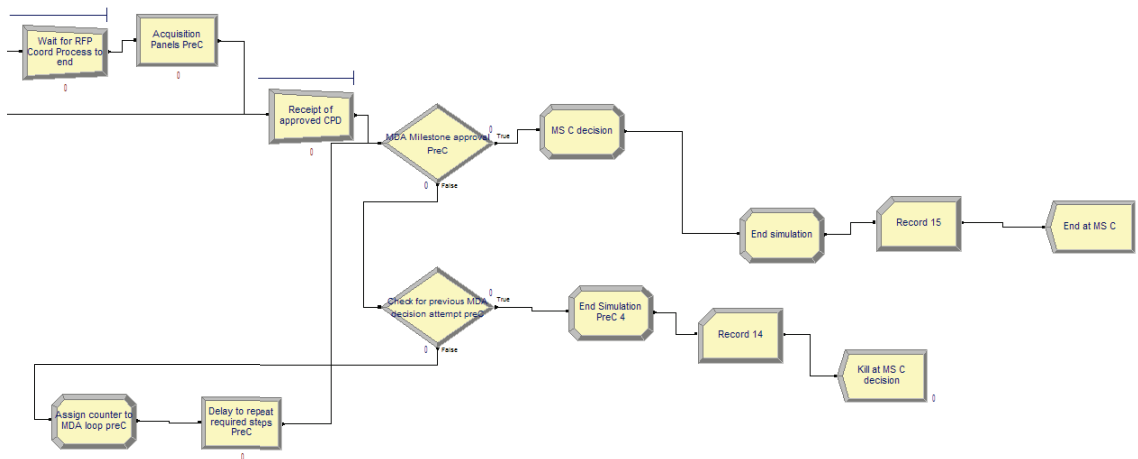 Wait for RFP
Coord Process to
end
0
Acquisition
Panels PreC
0
Receipt of
approved CPD
0
MDA Milestone approval
PreC
0
True
0
False
MS C decision
End simulation
Record 15
End at MS C
Check for previous MDA
decision attempt preC
0
True
0
False
End Simulation
PreC 4
Record 14
Kill at MS C
decision
0
Assign counter to
MDA loop preC
Delay to repeat
required steps
PreC
0